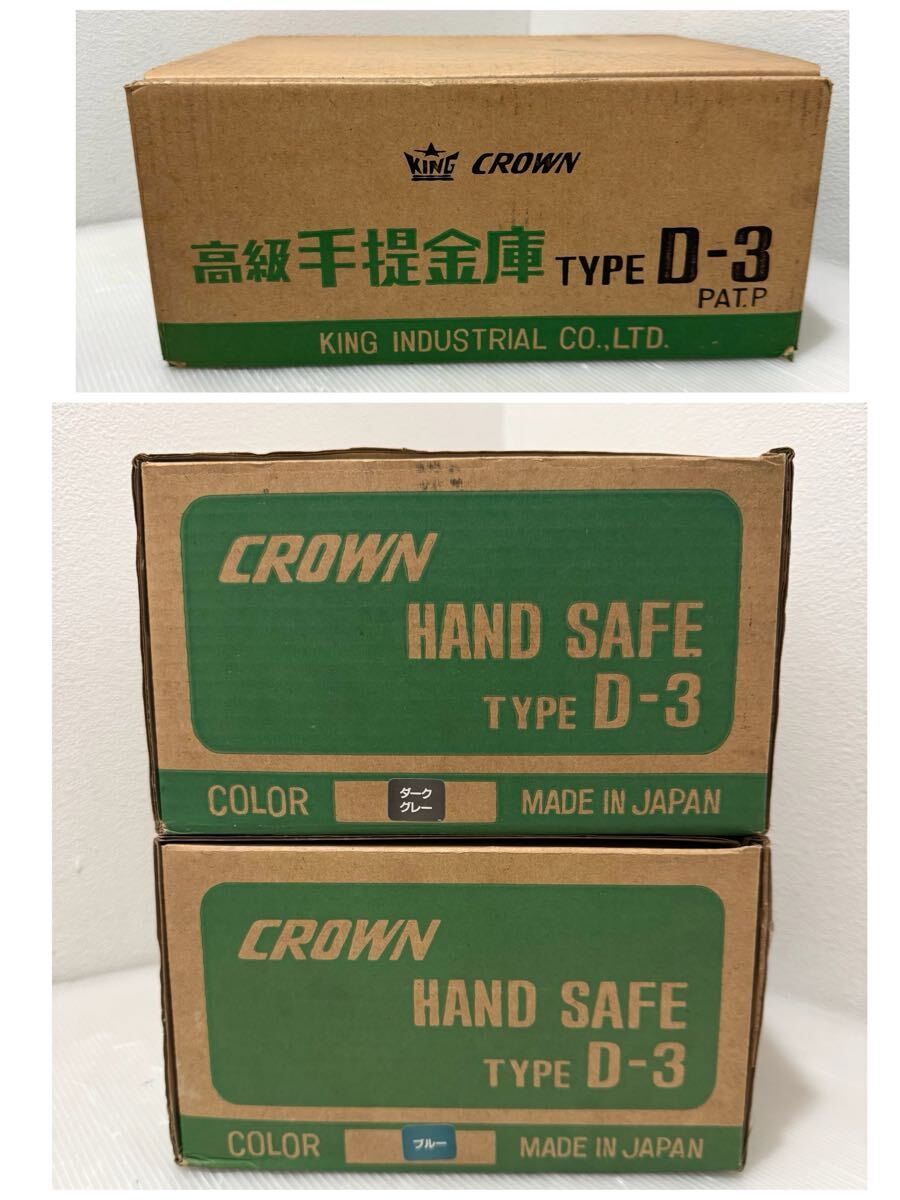 KING CROWN
高級 手提金庫 TYPE D-3
PAT.P
KING INDUSTRIAL CO.,LTD.
CROWN
HAND SAFE
TYPE D-3
COLOR ダーク グレー MADE IN JAPAN
CROWN
HAND SAFE
TYPE D-3
COLOR ブルー MADE IN JAPAN